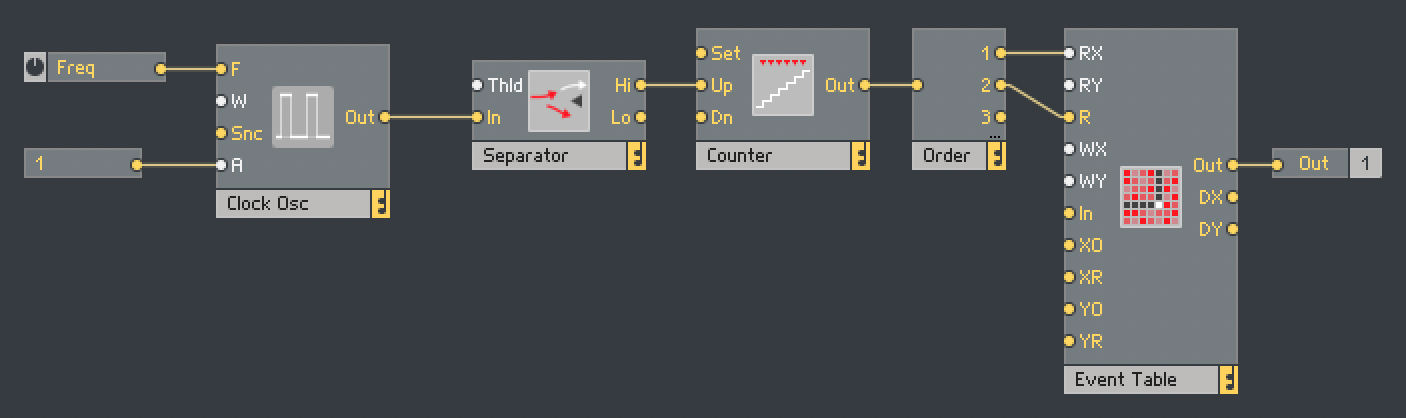 Freq
1
F
W
Snc
A
Out
Clock Osc
Thld
In
Hi
Lo
Separator
Set
Up
Dn
Out
Counter
1
2
3
...
Order
RX
RY
R
WX
WY
In
XO
XR
YO
YR
Out
DX
DY
Event Table
Out 1